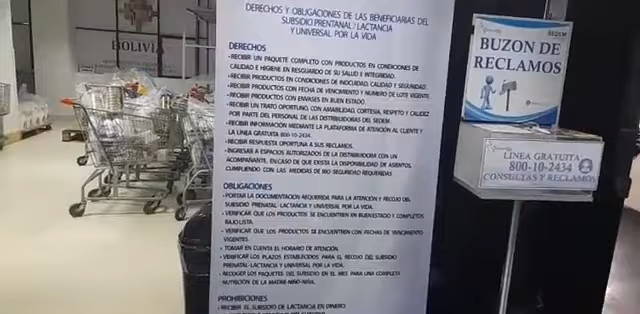 BOLIVIA
DERECHOS Y OBLIGACIONES DE LAS BENEFICIARIAS DEL
SUBSIDIO PRENTANAL / LACTANCIA
Y UNIVERSAL POR LA VIDA
DERECHOS
• RECIBIR UN PAQUETE COMPLETO CON PRODUCTOS EN CONDICIONES DE
CALIDAD E HIGIENE EN RESGUARDO DE SU SALUD E INTEGRIDAD.
• RECIBIR PRODUCTOS EN CONDICIONES DE INOCUIDAD, CALIDAD Y SEGURIDAD.
• RECIBIR PRODUCTOS CON FECHA DE VENCIMIENTO Y NUMERO DE LOTE VIGENTE.
• RECIBIR PRODUCTOS CON ENVASES EN BUEN ESTADO.
• RECIBIR UN TRATO OPORTUNO, CON AMABILIDAD, CORTESIA, RESPETO Y CALIDEZ
POR PARTE DEL PERSONAL DE LAS DISTRIBUIDORAS DEL SEDEM.
• RECIBIR INFORMACIÓN MEDIANTE LA PLATAFORMA DE ATENCIÓN AL CLIENTE Y
LA LINEA GRATUITA 800-10-2434.
• RECIBIR RESPUESTA OPORTUNA A SUS RECLAMOS.
• INGRESAR A ESPACIOS AUTORIZADOS DE LA DISTRIBUIDORA CON UN
ACOMPAÑANTE, EN CASO DE QUE EXISTA LA DISPONIBILIDAD DE ASIENTOS,
CUMPLIENDO CON LAS MEDIDAS DE BIO SEGURIDAD REQUERIDAS
OBLIGACIONES
• PORTAR LA DOCUMENTACIÓN REQUERIDA PARA LA ATENCIÓN Y RECOJO DEL
SUBSIDIO PRENATAL - LACTANCIA Y UNIVERSAL POR LA VIDA.
• VERIFICAR QUE LOS PRODUCTOS SE ENCUENTREN EN BUEN ESTADO Y COMPLETOS
BAJO LISTA.
• VERIFICAR QUE LOS PRODUCTOS SE ENCUENTREN CON FECHAS DE VENCIMIENTO
VIGENTES.
• TOMAR EN CUENTA EL HORARIO DE ATENCIÓN.
• VERIFICAR LOS PLAZOS ESTABLECIDOS PARA EL RECOJO DEL SUBSIDIO
PRENATAL-LACTANCIA Y UNIVERSAL POR LA VIDA.
• RECOGER LOS PAQUETES DEL SUBSIDIO EN EL MES PARA UNA COMPLETA
NUTRICIÓN DE LA MADRE-NIÑO-NIÑA.
PROHIBICIONES
• RECIBIR EL SUBSIDIO DE LACTANCIA EN DINERO
SEDEM
BUZON DE
RECLAMOS
LINEA GRATUITA
800-10-2434
CONSULTAS Y RECLAMOS